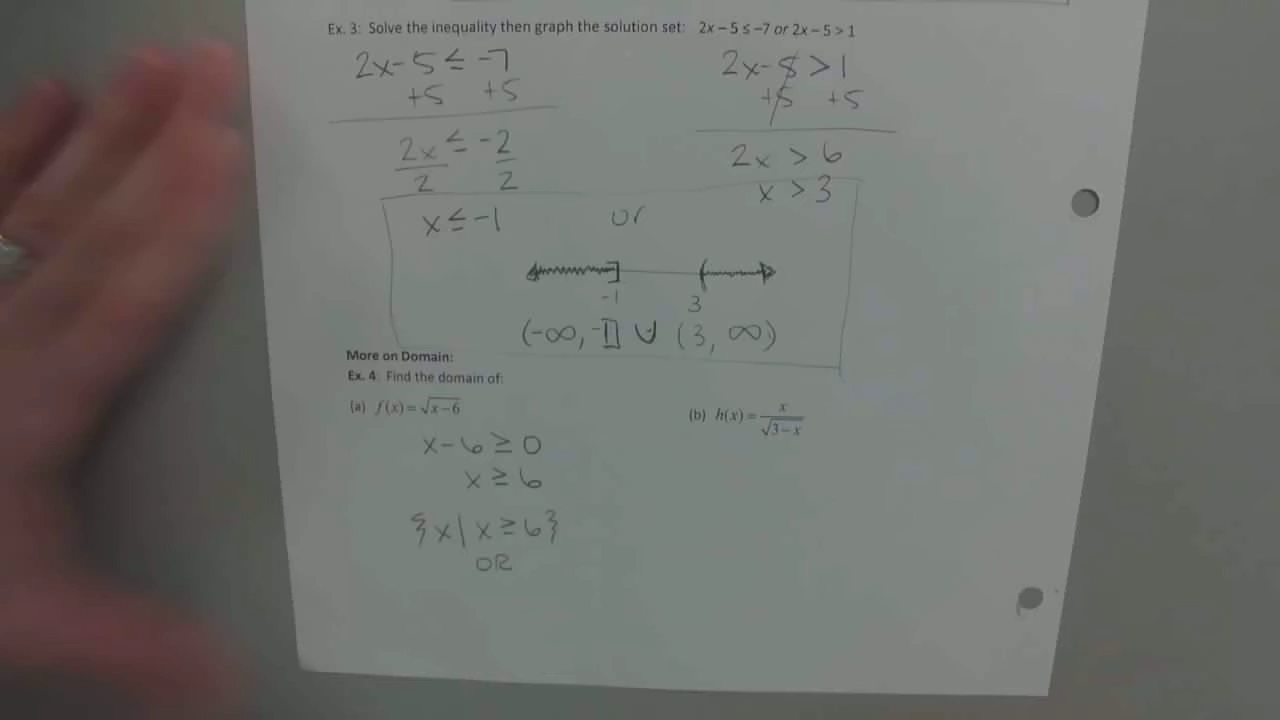 Ex. 3: Solve the inequality then graph the solution set: 2x – 5 ≤ –7 or 2x – 5 > 1
2x-5 ≤ -7 2x-5 > 1
+5 +5 +5 +5
2x ≤ -2 2x > 6
2 2 x > 3
x ≤ -1 or
-1 3
(-∞, -1] ∪ (3, ∞)
More on Domain:
Ex. 4: Find the domain of:
(a) f(x) = √(x-6) (b) h(x) = x/√(3-x)
x-6 ≥ 0
x ≥ 6
{x| x ≥ 6}
OR